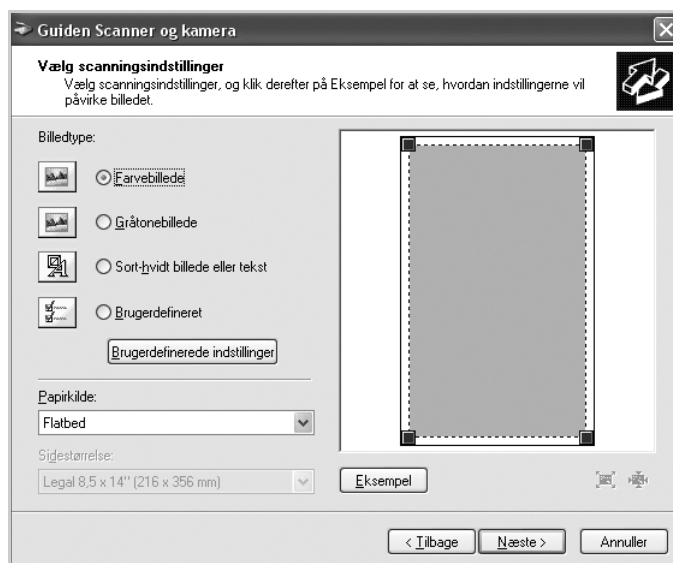 Guiden Scanner og kamera
Vælg scanningsindstillinger
Vælg scanningsindstillinger, og klik derefter på Eksempel for at se, hvordan indstillingerne vil
påvirke billedet.
Billedtype:
Farvebillede
Gråtonebillede
Sort-hvidt billede eller tekst
Brugerdefineret
Brugerdefinerede indstillinger
Papirkilde:
Flatbed
Sidestørrelse:
Legal 8,5 x 14" (216 x 356 mm)
Eksempel
< Tilbage
Næste >
Annuller